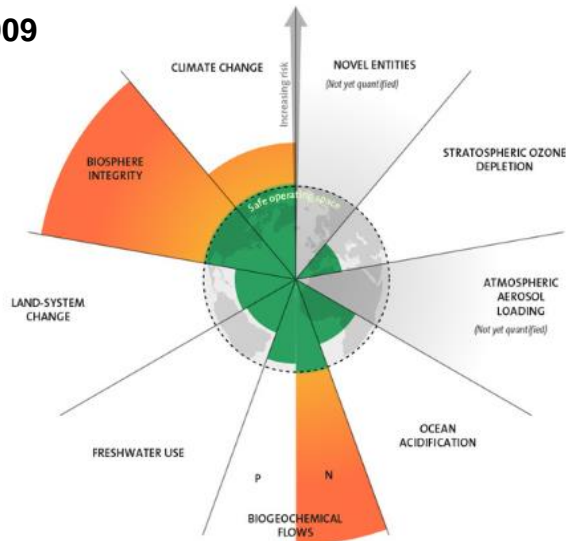 009
CLIMATE CHANGE
Increasing risk
NOVEL ENTITIES
(Not yet quantified)
STRATOSPHERIC OZONE
DEPLETION
BIOSPHERE
INTEGRITY
Safe operating space
LAND-SYSTEM
CHANGE
ATMOSPHERIC
AEROSOL
LOADING
(Not yet quantified)
FRESHWATER USE
OCEAN
ACIDIFICATION
P
N
BIOGEOCHEMICAL
FLOWS